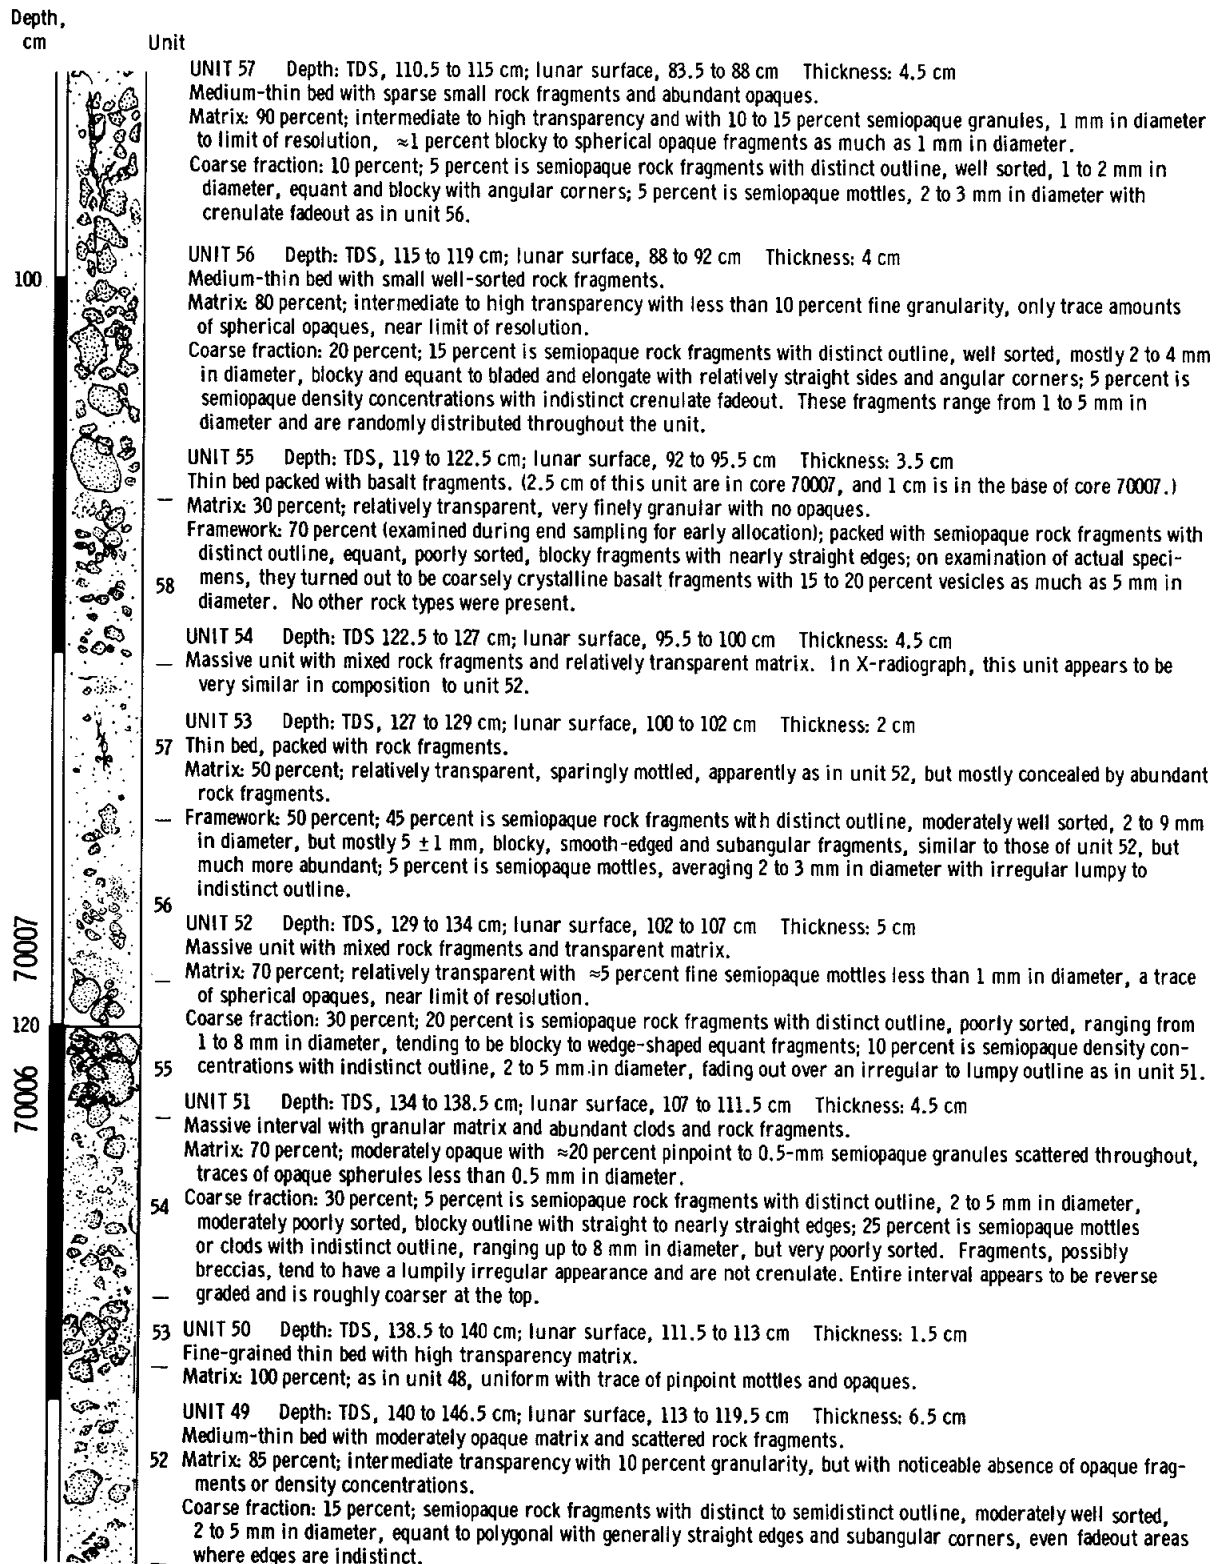 Depth,
cm
Unit
UNIT 57 Depth: TDS, 110.5 to 115 cm; lunar surface, 83.5 to 88 cm Thickness: 4.5 cm
Medium-thin bed with sparse small rock fragments and abundant opaques.
Matrix: 90 percent; intermediate to high transparency and with 10 to 15 percent semiopaque granules, 1 mm in diameter
to limit of resolution, ≈1 percent blocky to spherical opaque fragments as much as 1 mm in diameter.
Coarse fraction: 10 percent; 5 percent is semiopaque rock fragments with distinct outline, well sorted, 1 to 2 mm in
diameter, equant and blocky with angular corners; 5 percent is semiopaque mottles, 2 to 3 mm in diameter with
crenulate fadeout as in unit 56.
UNIT 56 Depth: TDS, 115 to 119 cm; lunar surface, 88 to 92 cm Thickness: 4 cm
100
Medium-thin bed with small well-sorted rock fragments.
Matrix: 80 percent; intermediate to high transparency with less than 10 percent fine granularity, only trace amounts
of spherical opaques, near limit of resolution.
Coarse fraction: 20 percent; 15 percent is semiopaque rock fragments with distinct outline, well sorted, mostly 2 to 4 mm
in diameter, blocky and equant to bladed and elongate with relatively straight sides and angular corners; 5 percent is
semiopaque density concentrations with indistinct crenulate fadeout. These fragments range from 1 to 5 mm in
diameter and are randomly distributed throughout the unit.
UNIT 55 Depth: TDS, 119 to 122.5 cm; lunar surface, 92 to 95.5 cm Thickness: 3.5 cm
Thin bed packed with basalt fragments. (2.5 cm of this unit are in core 70007, and 1 cm is in the base of core 70007.)
Matrix: 30 percent; relatively transparent, very finely granular with no opaques.
Framework: 70 percent (examined during end sampling for early allocation); packed with semiopaque rock fragments with
distinct outline, equant, poorly sorted, blocky fragments with nearly straight edges; on examination of actual speci-
58 mens, they turned out to be coarsely crystalline basalt fragments with 15 to 20 percent vesicles as much as 5 mm in
diameter. No other rock types were present.
UNIT 54 Depth: TDS 122.5 to 127 cm; lunar surface, 95.5 to 100 cm Thickness: 4.5 cm
Massive unit with mixed rock fragments and relatively transparent matrix. In X-radiograph, this unit appears to be
very similar in composition to unit 52.
UNIT 53 Depth: TDS, 127 to 129 cm; lunar surface, 100 to 102 cm Thickness: 2 cm
57 Thin bed, packed with rock fragments.
Matrix: 50 percent; relatively transparent, sparingly mottled, apparently as in unit 52, but mostly concealed by abundant
rock fragments.
Framework: 50 percent; 45 percent is semiopaque rock fragments with distinct outline, moderately well sorted, 2 to 9 mm
in diameter, but mostly 5 ± 1 mm, blocky, smooth-edged and subangular fragments, similar to those of unit 52, but
much more abundant; 5 percent is semiopaque mottles, averaging 2 to 3 mm in diameter with irregular lumpy to
indistinct outline.
56
UNIT 52 Depth: TDS, 129 to 134 cm; lunar surface, 102 to 107 cm Thickness: 5 cm
Massive unit with mixed rock fragments and transparent matrix.
70007
Matrix: 70 percent; relatively transparent with ≈5 percent fine semiopaque mottles less than 1 mm in diameter, a trace
of spherical opaques, near limit of resolution.
120
Coarse fraction: 30 percent; 20 percent is semiopaque rock fragments with distinct outline, poorly sorted, ranging from
1 to 8 mm in diameter, tending to be blocky to wedge-shaped equant fragments; 10 percent is semiopaque density con-
55 centrations with indistinct outline, 2 to 5 mm in diameter, fading out over an irregular to lumpy outline as in unit 51.
70006
UNIT 51 Depth: TDS, 134 to 138.5 cm; lunar surface, 107 to 111.5 cm Thickness: 4.5 cm
Massive interval with granular matrix and abundant clods and rock fragments.
Matrix: 70 percent; moderately opaque with ≈20 percent pinpoint to 0.5-mm semiopaque granules scattered throughout,
traces of opaque spherules less than 0.5 mm in diameter.
54 Coarse fraction: 30 percent; 5 percent is semiopaque rock fragments with distinct outline, 2 to 5 mm in diameter,
moderately poorly sorted, blocky outline with straight to nearly straight edges; 25 percent is semiopaque mottles
or clods with indistinct outline, ranging up to 8 mm in diameter, but very poorly sorted. Fragments, possibly
breccias, tend to have a lumpily irregular appearance and are not crenulate. Entire interval appears to be reverse
graded and is roughly coarser at the top.
53 UNIT 50 Depth: TDS, 138.5 to 140 cm; lunar surface, 111.5 to 113 cm Thickness: 1.5 cm
Fine-grained thin bed with high transparency matrix.
Matrix: 100 percent; as in unit 48, uniform with trace of pinpoint mottles and opaques.
UNIT 49 Depth: TDS, 140 to 146.5 cm; lunar surface, 113 to 119.5 cm Thickness: 6.5 cm
Medium-thin bed with moderately opaque matrix and scattered rock fragments.
52 Matrix: 85 percent; intermediate transparency with 10 percent granularity, but with noticeable absence of opaque frag-
ments or density concentrations.
Coarse fraction: 15 percent; semiopaque rock fragments with distinct to semidistinct outline, moderately well sorted,
2 to 5 mm in diameter, equant to polygonal with generally straight edges and subangular corners, even fadeout areas
where edges are indistinct.